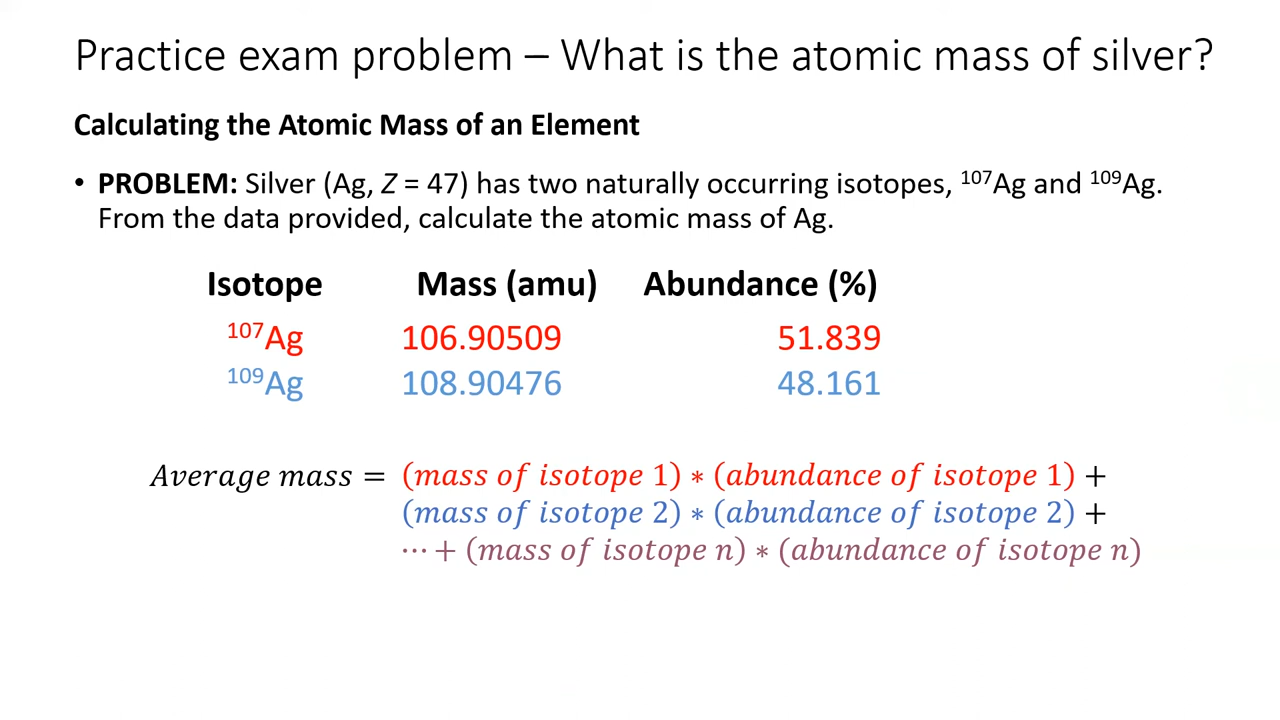 Practice exam problem – What is the atomic mass of silver?
Calculating the Atomic Mass of an Element
• PROBLEM: Silver (Ag, Z = 47) has two naturally occurring isotopes, ¹⁰⁷Ag and ¹⁰⁹Ag.
From the data provided, calculate the atomic mass of Ag.
Isotope Mass (amu) Abundance (%)
¹⁰⁷Ag 106.90509 51.839
¹⁰⁹Ag 108.90476 48.161
Average mass = (mass of isotope 1) ∗ (abundance of isotope 1) +
(mass of isotope 2) ∗ (abundance of isotope 2) +
⋯ + (mass of isotope n) ∗ (abundance of isotope n)